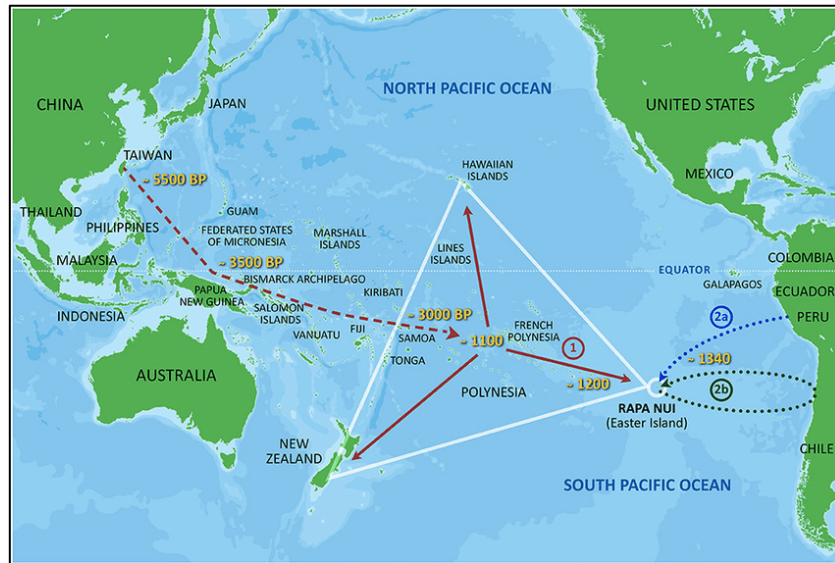 NORTH PACIFIC OCEAN
CHINA
JAPAN
UNITED STATES
TAIWAN
~ 5500 BP
HAWAIIAN
ISLANDS
MEXICO
THAILAND
PHILIPPINES
GUAM
FEDERATED STATES
OF MICRONESIA
MARSHALL
ISLANDS
LINES
ISLANDS
MALAYSIA
~ 3500 BP
EQUATOR
COLOMBIA
BISMARCK ARCHIPELAGO
GALAPAGOS
PAPUA
NEW GUINEA
KIRIBATI
ECUADOR
INDONESIA
SALOMON
ISLANDS
~ 3000 BP
PERU
2a
VANUATU
FIJI
SAMOA
~ 1100
FRENCH
POLYNESIA
TONGA
1
~ 1340
AUSTRALIA
~ 1200
2b
POLYNESIA
RAPA NUI
(Easter Island)
NEW
ZEALAND
CHILE
SOUTH PACIFIC OCEAN